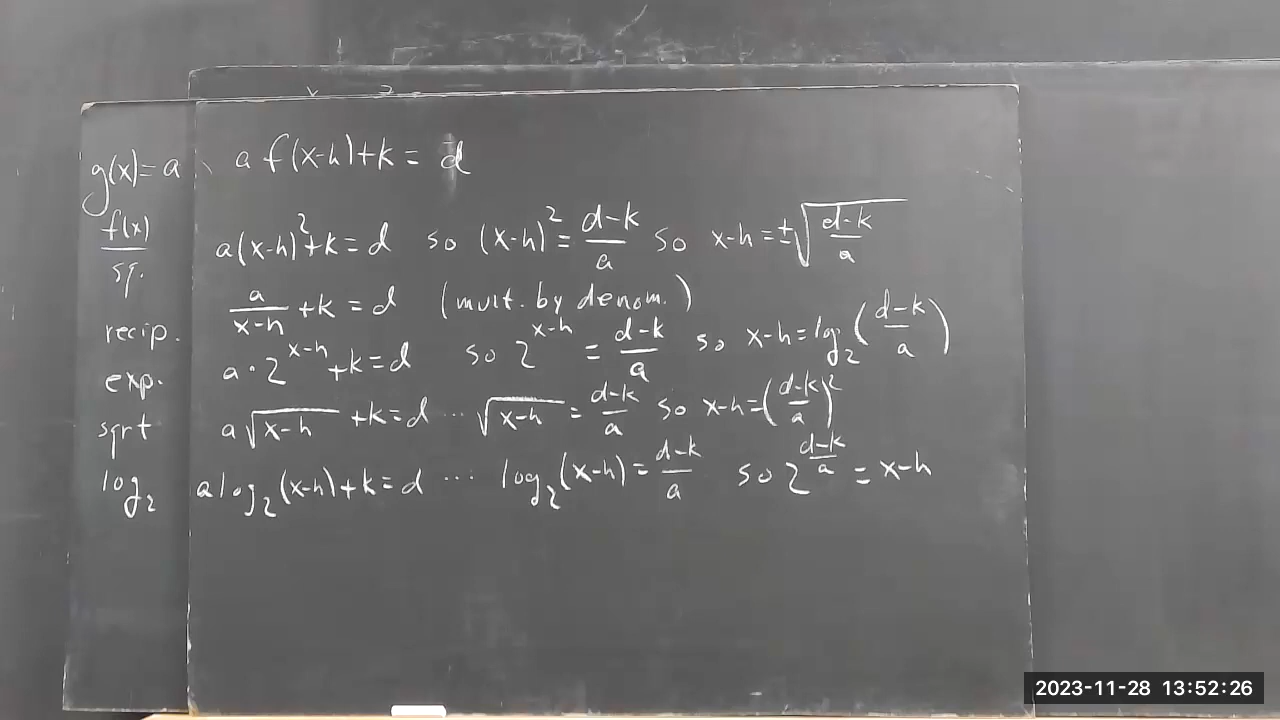 g(x)=a a f(x-h)+k = d
f(x)
sq. a(x-h)²+k=d so (x-h)² = (d-k)/a so x-h = ±√((d-k)/a)
recip. a/(x-h) + k = d (mult. by denom.)
exp. a · 2^(x-h) + k = d so 2^(x-h) = (d-k)/a so x-h = log₂((d-k)/a)
sqrt a√(x-h) + k = d ... √(x-h) = (d-k)/a so x-h = ((d-k)/a)²
log₂ a log₂(x-h)+k=d ... log₂(x-h) = (d-k)/a so 2^((d-k)/a) = x-h
2023-11-28 13:52:26